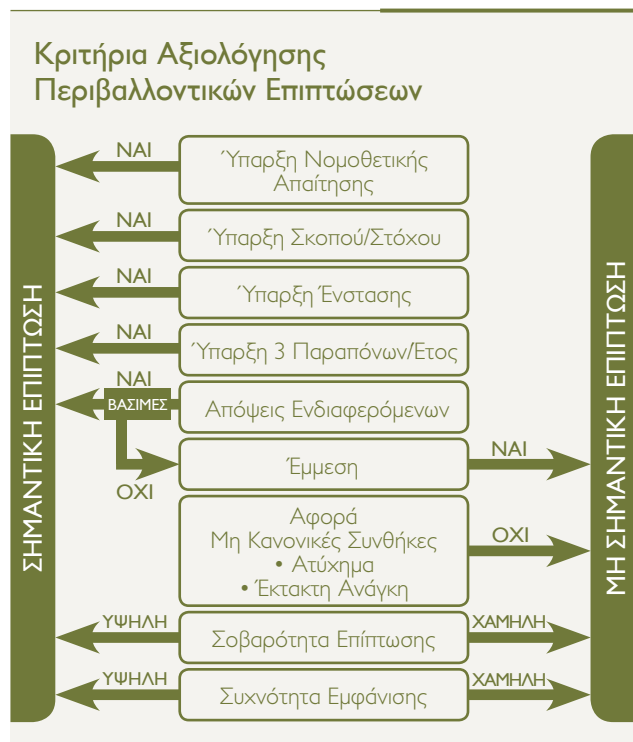 Κριτήρια Αξιολόγησης
Περιβαλλοντικών Επιπτώσεων
ΣΗΜΑΝΤΙΚΗ ΕΠΙΠΤΩΣΗ
ΝΑΙ
Ύπαρξη Νομοθετικής
Απαίτησης
ΝΑΙ
Ύπαρξη Σκοπού/Στόχου
ΝΑΙ
Ύπαρξη Ένστασης
ΝΑΙ
Ύπαρξη 3 Παραπόνων/Ετος
ΝΑΙ
ΒΑΣΙΜΕΣ
Απόψεις Ενδιαφερόμενων
ΟΧΙ
Έμμεση
ΝΑΙ
Αφορά
Μη Κανονικές Συνθήκες
• Ατύχημα
• Έκτακτη Ανάγκη
ΟΧΙ
ΥΨΗΛΗ
Σοβαρότητα Επίπτωσης
ΧΑΜΗΛΗ
ΥΨΗΛΗ
Συχνότητα Εμφάνισης
ΧΑΜΗΛΗ
ΜΗ ΣΗΜΑΝΤΙΚΗ ΕΠΙΠΤΩΣΗ